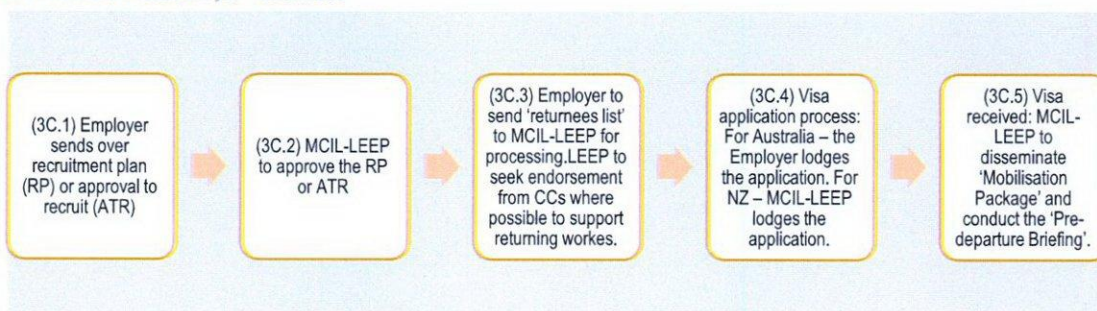 (3C.1) Employer
sends over
recruitment plan
(RP) or approval to
recruit (ATR)
(3C.2) MCIL-LEEP
to approve the RP
or ATR
(3C.3) Employer to
send 'returnees list'
to MCIL-LEEP for
processing.LEEP to
seek endorsement
from CCs where
possible to support
returning workes.
(3C.4) Visa
application process:
For Australia – the
Employer lodges
the application. For
NZ – MCIL-LEEP
lodges the
application.
(3C.5) Visa
received: MCIL-
LEEP to
disseminate
'Mobilisation
Package' and
conduct the 'Pre-
departure Briefing'.